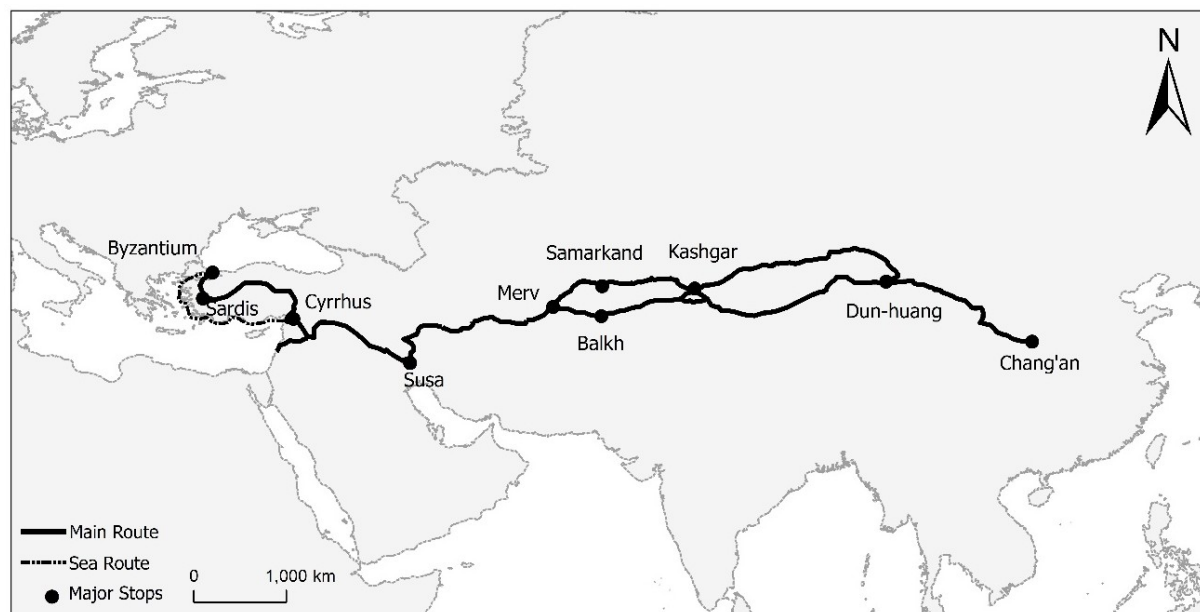 N
Byzantium
Samarkand
Kashgar
Merv
Sardis
Cyrrhus
Dun-huang
Balkh
Chang'an
Susa
Main Route
Sea Route
0 1,000 km
Major Stops